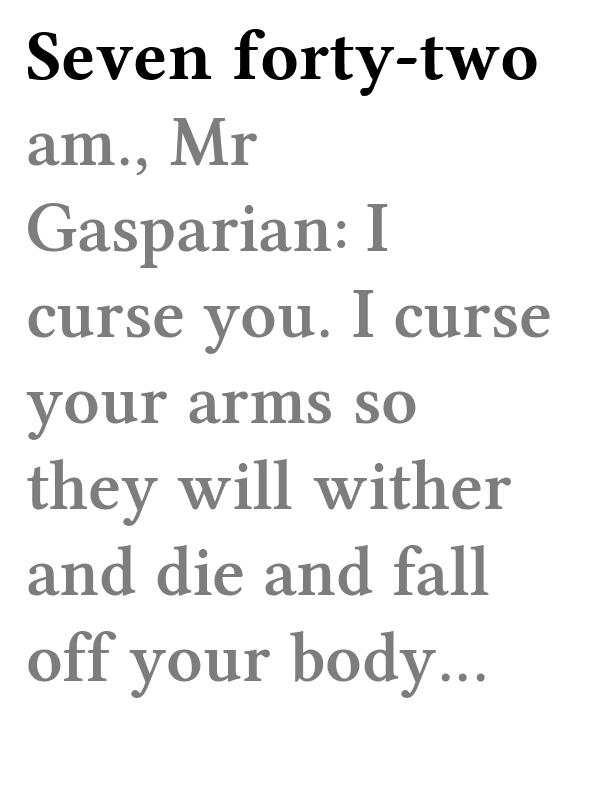 Seven forty-two
am., Mr
Gasparian: I
curse you. I curse
your arms so
they will wither
and die and fall
off your body...